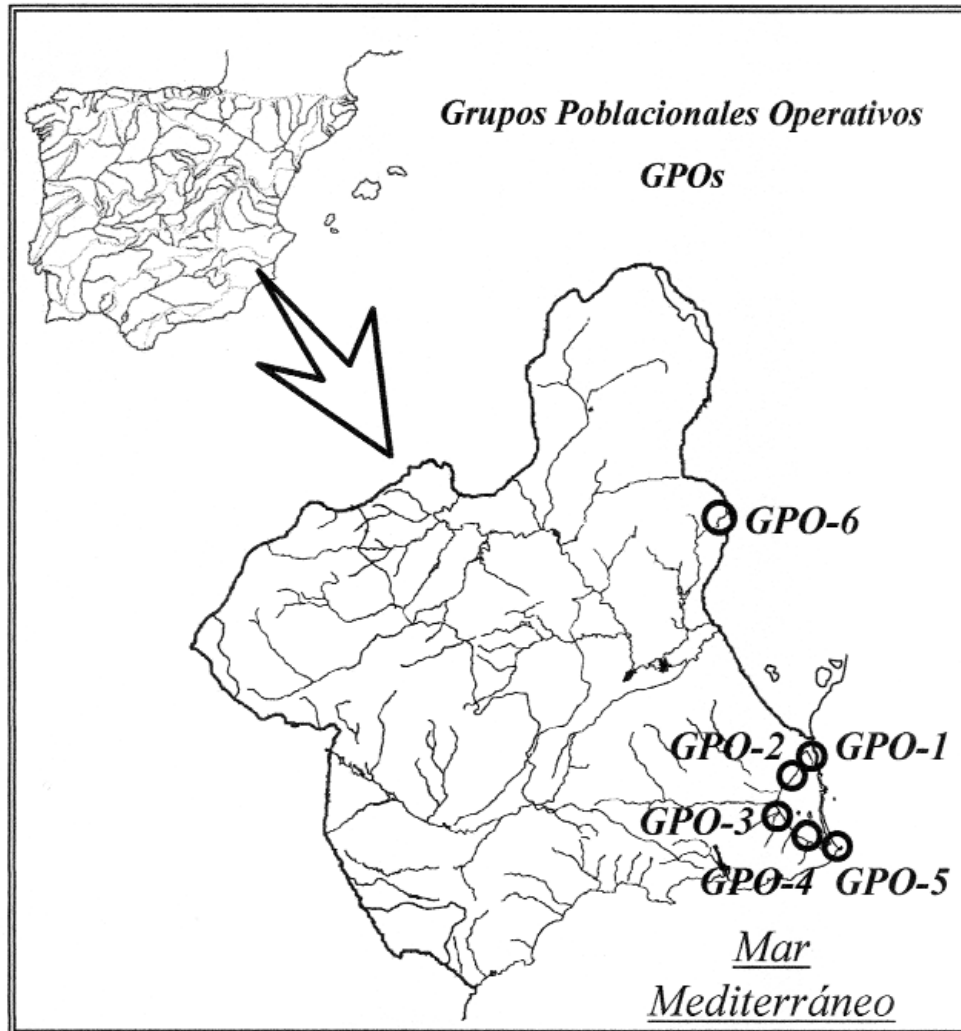 Grupos Poblacionales Operativos
GPOs
GPO-6
GPO-2
GPO-1
GPO-3
GPO-4
GPO-5
Mar
Mediterráneo